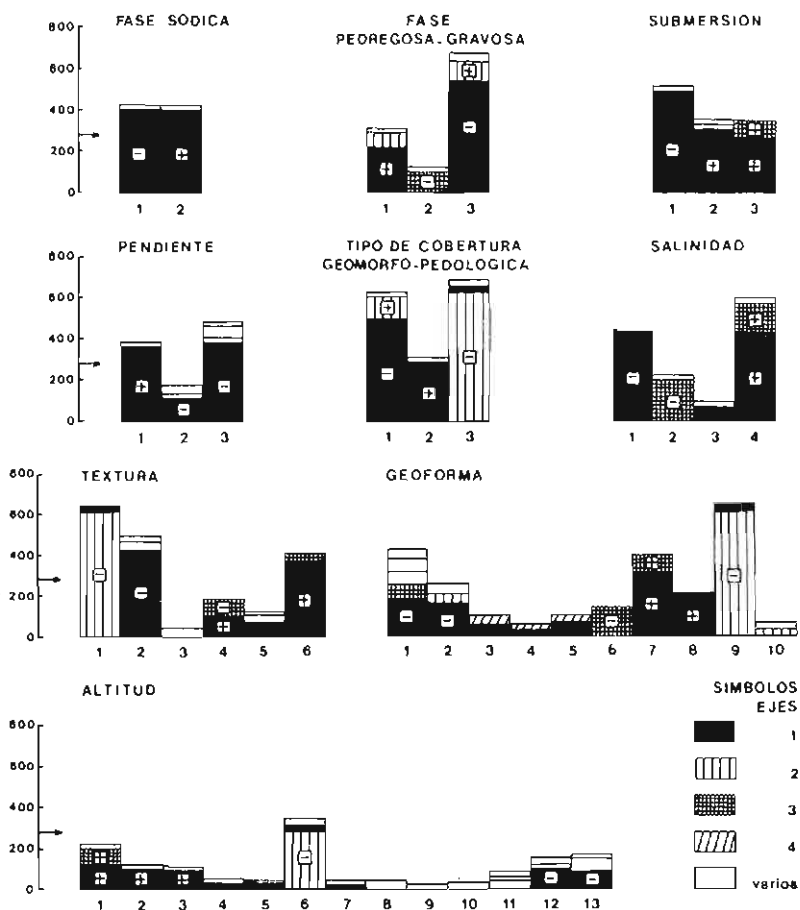 FASE SÓDICA
FASE PEDREGOSA-GRAVOSA
SUBMERSIÓN
800
600
400
200
0
- +
1 2
+ - + -
1 2 3
- + + +
1 2 3
PENDIENTE
TIPO DE COBERTURA GEOMORFO-PEDOLOGICA
SALINIDAD
800
600
400
200
0
+ - -
1 2 3
+ - + -
1 2 3
- - + +
1 2 3 4
TEXTURA
GEOFORMA
800
600
400
200
0
- - - + +
1 2 3 4 5 6
- - - + + + -
1 2 3 4 5 6 7 8 9 10
ALTITUD
800
600
400
200
0
+ + + + - - -
1 2 3 4 5 6 7 8 9 10 11 12 13
SIMBOLOS EJES
1
2
3
4
varios